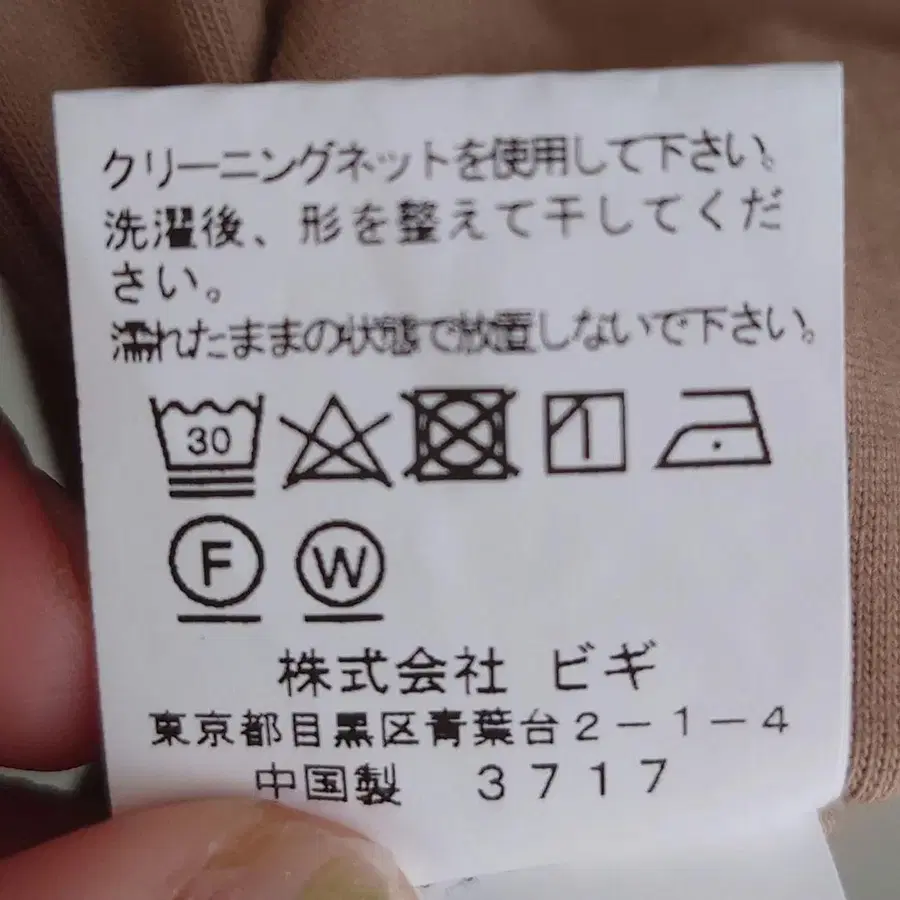 クリーニングネットを使用して下さい。
洗濯後、形を整えて干してくだ
さい。
濡れたままの状態で放置しないで下さい。
30
F W
株式会社 ビギ
東京都目黒区青葉台2-1-4
中国製 3717